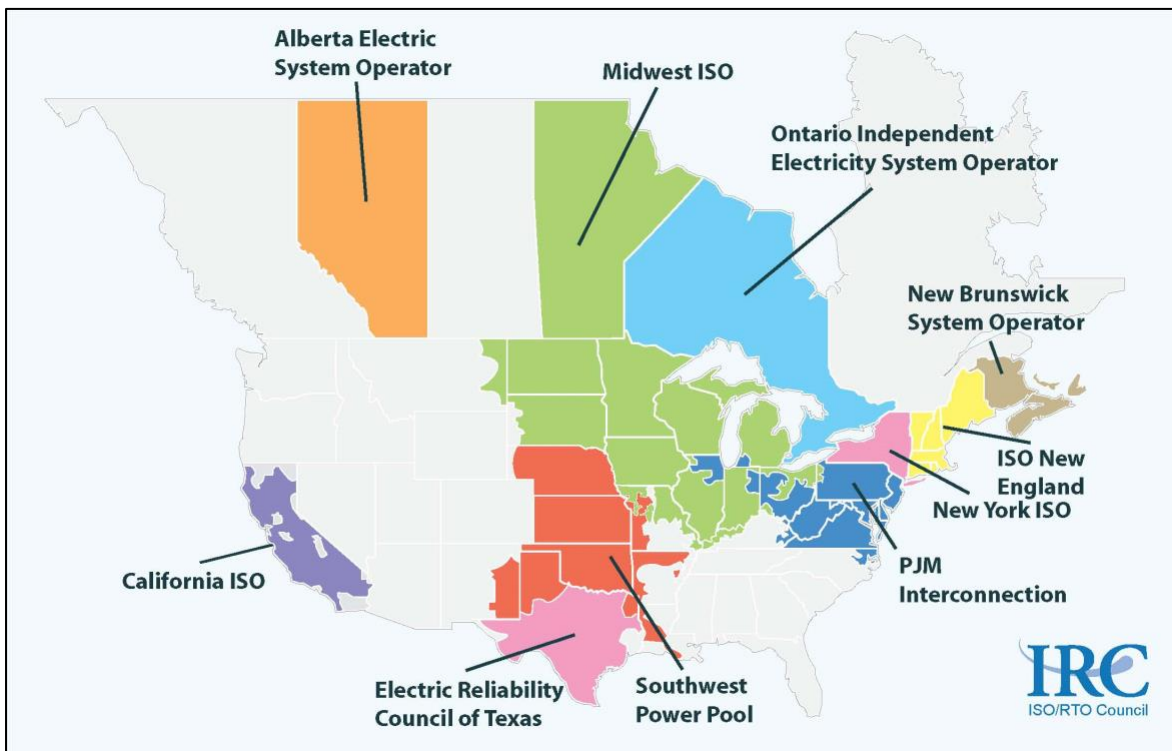 Alberta Electric
System Operator
Midwest ISO
Ontario Independent
Electricity System Operator
New Brunswick
System Operator
ISO New
England
New York ISO
California ISO
PJM
Interconnection
Electric Reliability
Council of Texas
Southwest
Power Pool
IRC
ISO/RTO Council